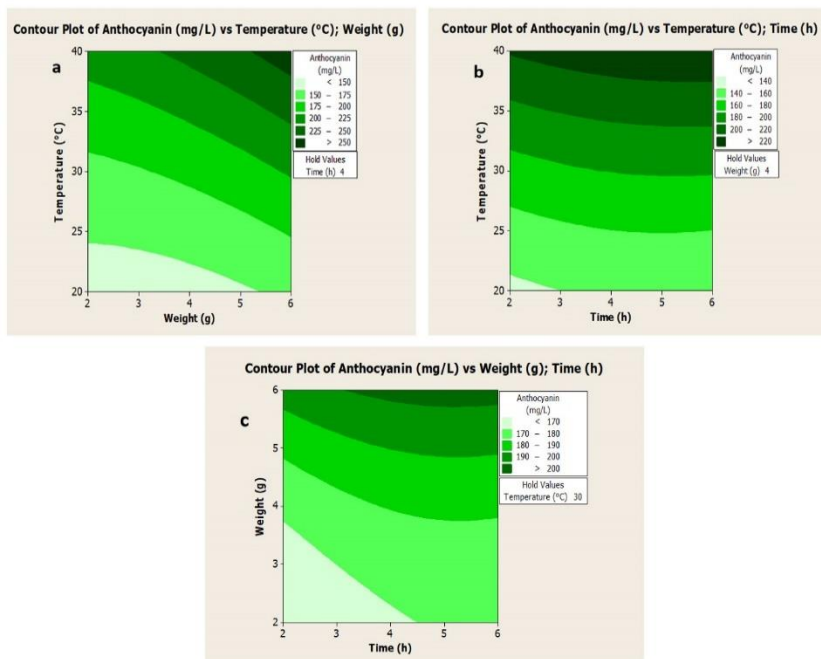 Contour Plot of Anthocyanin (mg/L) vs Temperature (ºC); Weight (g)
a
40
35
30
25
20
Temperature (ºC)
2 3 4 5 6
Weight (g)
Anthocyanin
(mg/L)
< 150
150 – 175
175 – 200
200 – 225
225 – 250
> 250
Hold Values
Time (h) 4
Contour Plot of Anthocyanin (mg/L) vs Temperature (ºC); Time (h)
b
40
35
30
25
20
Temperature (ºC)
2 3 4 5 6
Time (h)
Anthocyanin
(mg/L)
< 140
140 – 160
160 – 180
180 – 200
200 – 220
> 220
Hold Values
Weight (g) 4
Contour Plot of Anthocyanin (mg/L) vs Weight (g); Time (h)
c
6
5
4
3
2
Weight (g)
2 3 4 5 6
Time (h)
Anthocyanin
(mg/L)
< 170
170 – 180
180 – 190
190 – 200
> 200
Hold Values
Temperature (ºC) 30